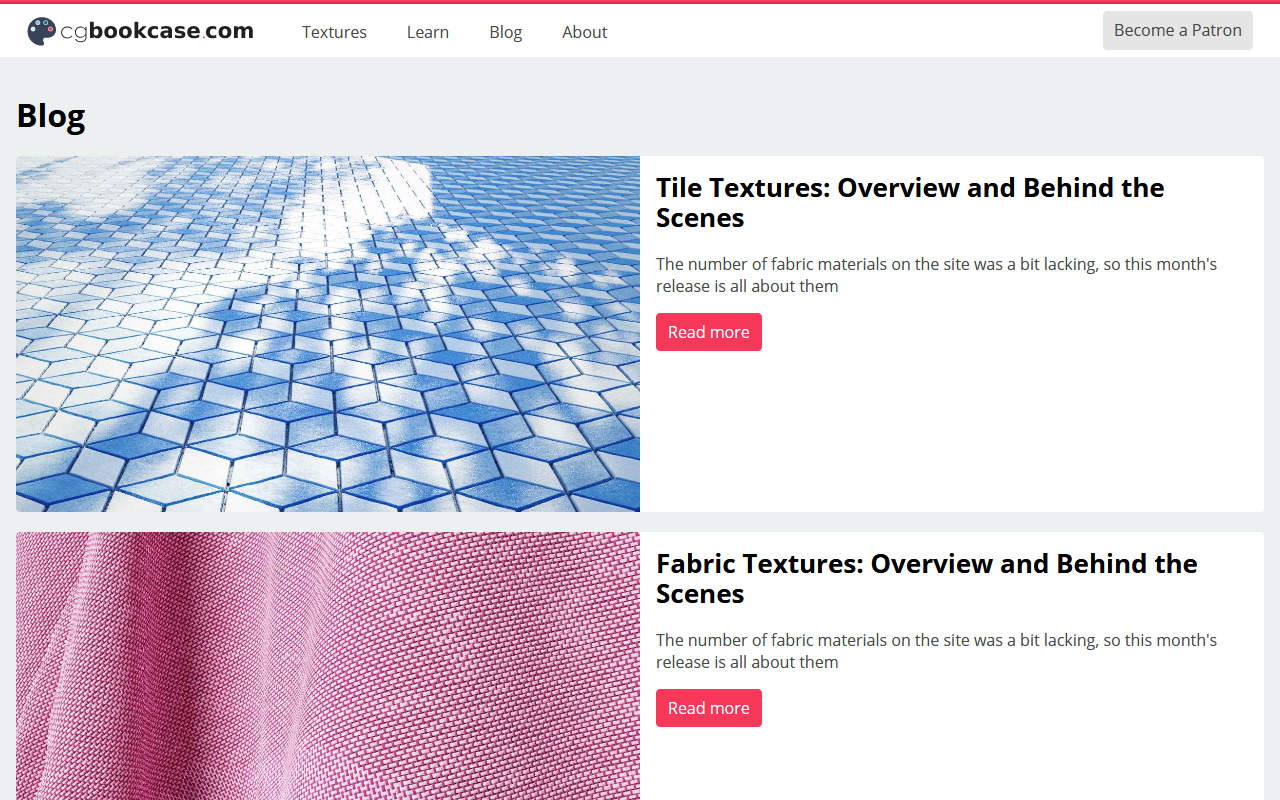 cgbookcase.com
Textures
Learn
Blog
About
Become a Patron
Blog
Tile Textures: Overview and Behind the
Scenes
The number of fabric materials on the site was a bit lacking, so this month's
release is all about them
Read more
Fabric Textures: Overview and Behind the
Scenes
The number of fabric materials on the site was a bit lacking, so this month's
release is all about them
Read more